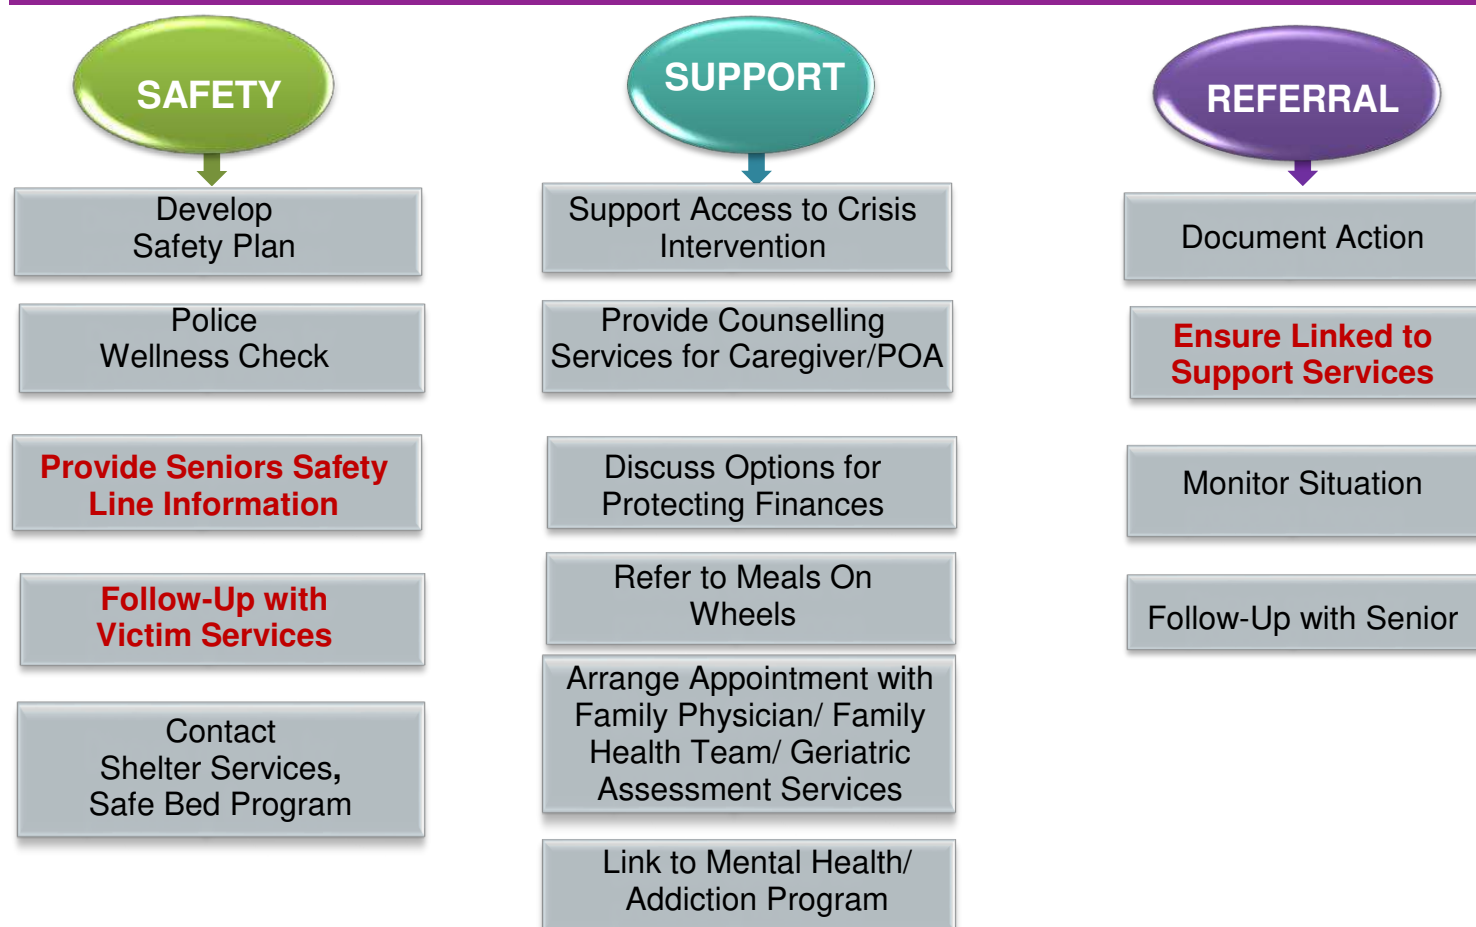 SAFETY
Develop
Safety Plan
Police
Wellness Check
Provide Seniors Safety
Line Information
Follow-Up with
Victim Services
Contact
Shelter Services,
Safe Bed Program
SUPPORT
Support Access to Crisis
Intervention
Provide Counselling
Services for Caregiver/POA
Discuss Options for
Protecting Finances
Refer to Meals On
Wheels
Arrange Appointment with
Family Physician/ Family
Health Team/ Geriatric
Assessment Services
Link to Mental Health/
Addiction Program
REFERRAL
Document Action
Ensure Linked to
Support Services
Monitor Situation
Follow-Up with Senior